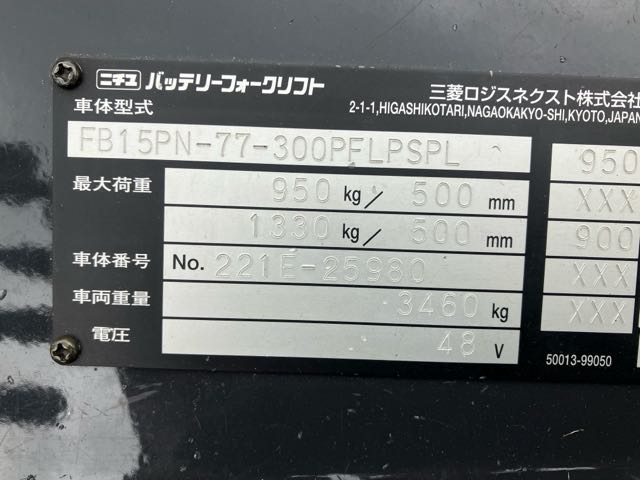 ニチユ バッテリーフォークリフト 三菱ロジスネクスト株式会社
2-1-1,HIGASHIKOTARI,NAGAOKAKYO-SHI,KYOTO,JAPAN
車体型式
FB15PN-77-300PFLPSPL 950
最大荷重 950 kg/ 500 mm XXX
1330 kg/ 500 mm 900
車体番号 No. 221E-25980 XXX
車両重量 3460 kg XXX
電圧 48 V
50013-99050